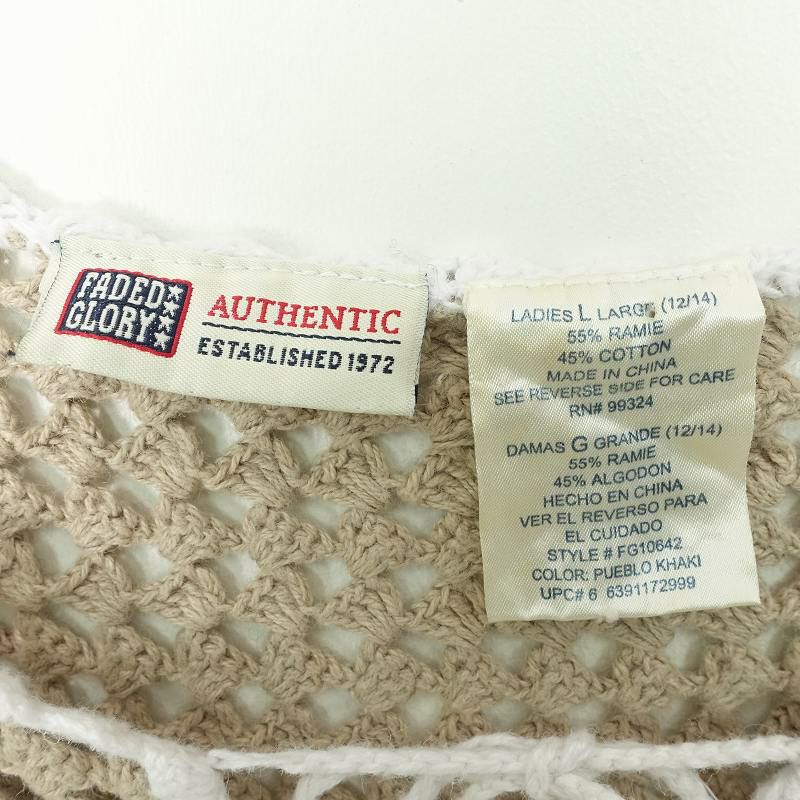 FADED
GLORY
AUTHENTIC
ESTABLISHED 1972
LADIES L LARGE (12/14)
55% RAMIE
45% COTTON
MADE IN CHINA
SEE REVERSE SIDE FOR CARE
RN# 99324
DAMAS G GRANDE (12/14)
55% RAMIE
45% ALGODON
HECHO EN CHINA
VER EL REVERSO PARA
EL CUIDADO
STYLE # FG10642
COLOR: PUEBLO KHAKI
UPC# 6 6391172999